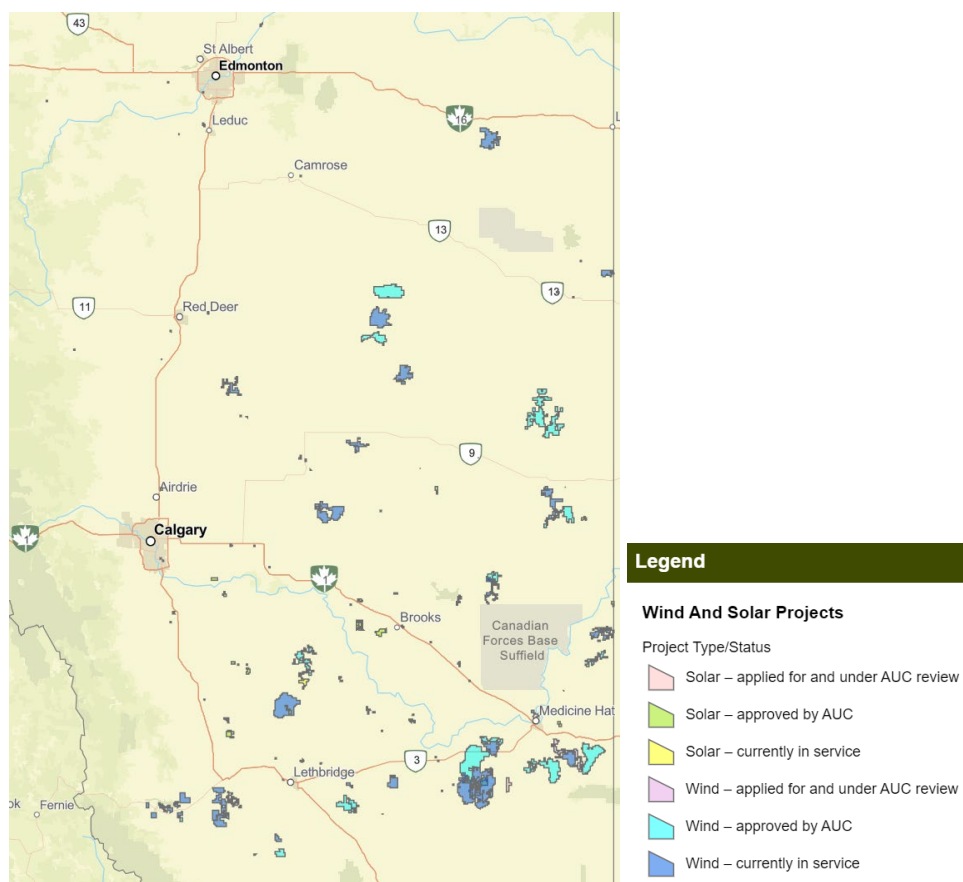 43
St Albert
Edmonton
16
L
Leduc
Camrose
13
13
11
Red Deer
9
Airdrie
1
Calgary
1
Brooks
Canadian
Forces Base
Suffield
Medicine Hat
3
Lethbridge
ok
Fernie
Legend
Wind And Solar Projects
Project Type/Status
Solar – applied for and under AUC review
Solar – approved by AUC
Solar – currently in service
Wind – applied for and under AUC review
Wind – approved by AUC
Wind – currently in service